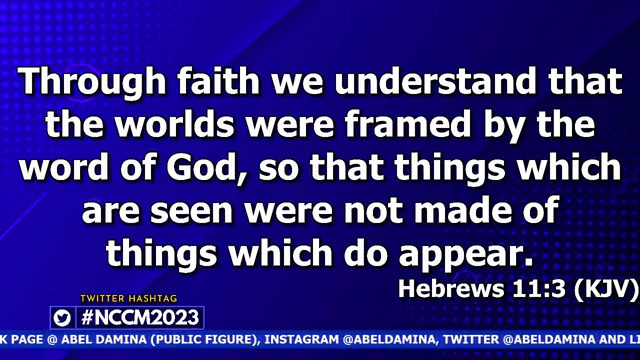 Through faith we understand that
the worlds were framed by the
word of God, so that things which
are seen were not made of
things which do appear.
Hebrews 11:3 (KJV)
TWITTER HASHTAG
#NCCM2023
K PAGE @ ABEL DAMINA (PUBLIC FIGURE), INSTAGRAM @ABELDAMINA, TWITTER @ABELDAMINA AND